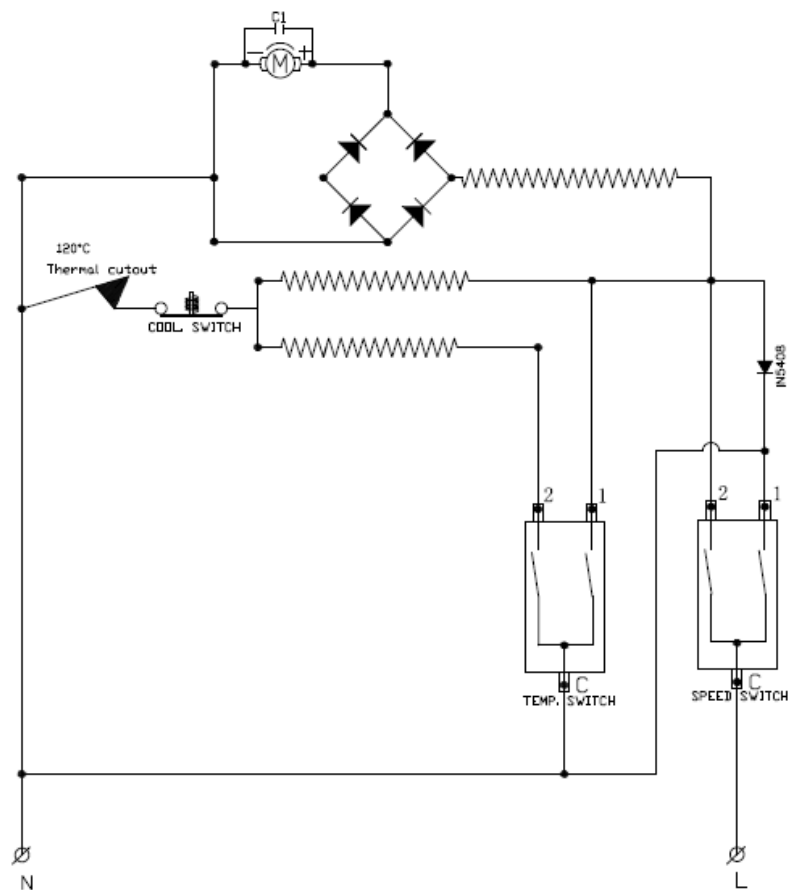 C1
− +
M
120°C
Thermal cutout
COOL SWITCH
IN5408
2 1
2 1
C
TEMP. SWITCH
C
SPEED SWITCH
N
L